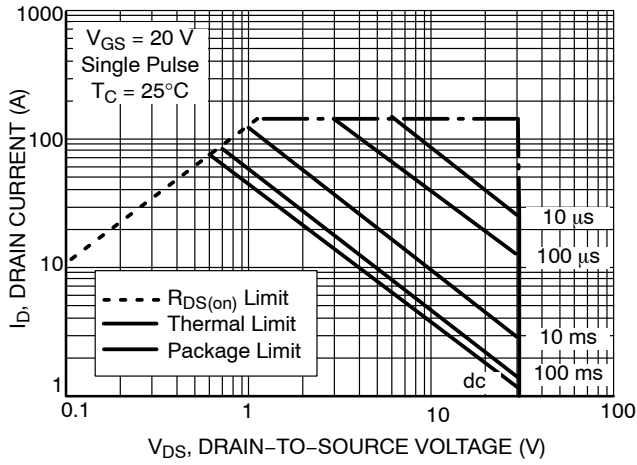 1000
100
10
1
I_D, DRAIN CURRENT (A)
V_GS = 20 V
Single Pulse
T_C = 25°C
R_DS(on) Limit
Thermal Limit
Package Limit
10 μs
100 μs
10 ms
100 ms
dc
0.1
1
10
100
V_DS, DRAIN−TO−SOURCE VOLTAGE (V)